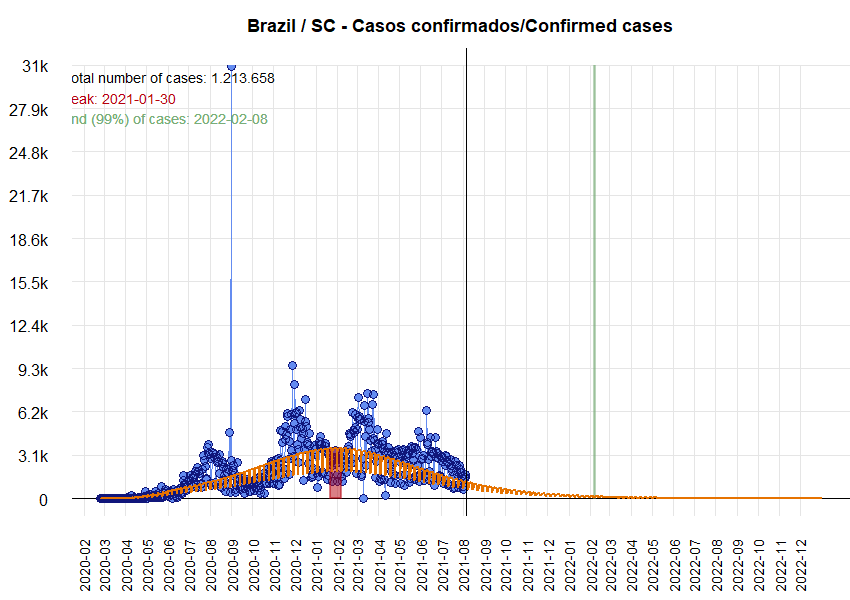 Brazil / SC - Casos confirmados/Confirmed cases
31k
otal number of cases: 1.213.658
eak: 2021-01-30
nd (99%) of cases: 2022-02-08
27.9k
24.8k
21.7k
18.6k
15.5k
12.4k
9.3k
6.2k
3.1k
0
2020-02
2020-03
2020-04
2020-05
2020-06
2020-07
2020-08
2020-09
2020-10
2020-11
2020-12
2021-01
2021-02
2021-03
2021-04
2021-05
2021-06
2021-07
2021-08
2021-09
2021-10
2021-11
2021-12
2022-01
2022-02
2022-03
2022-04
2022-05
2022-06
2022-07
2022-08
2022-09
2022-10
2022-11
2022-12